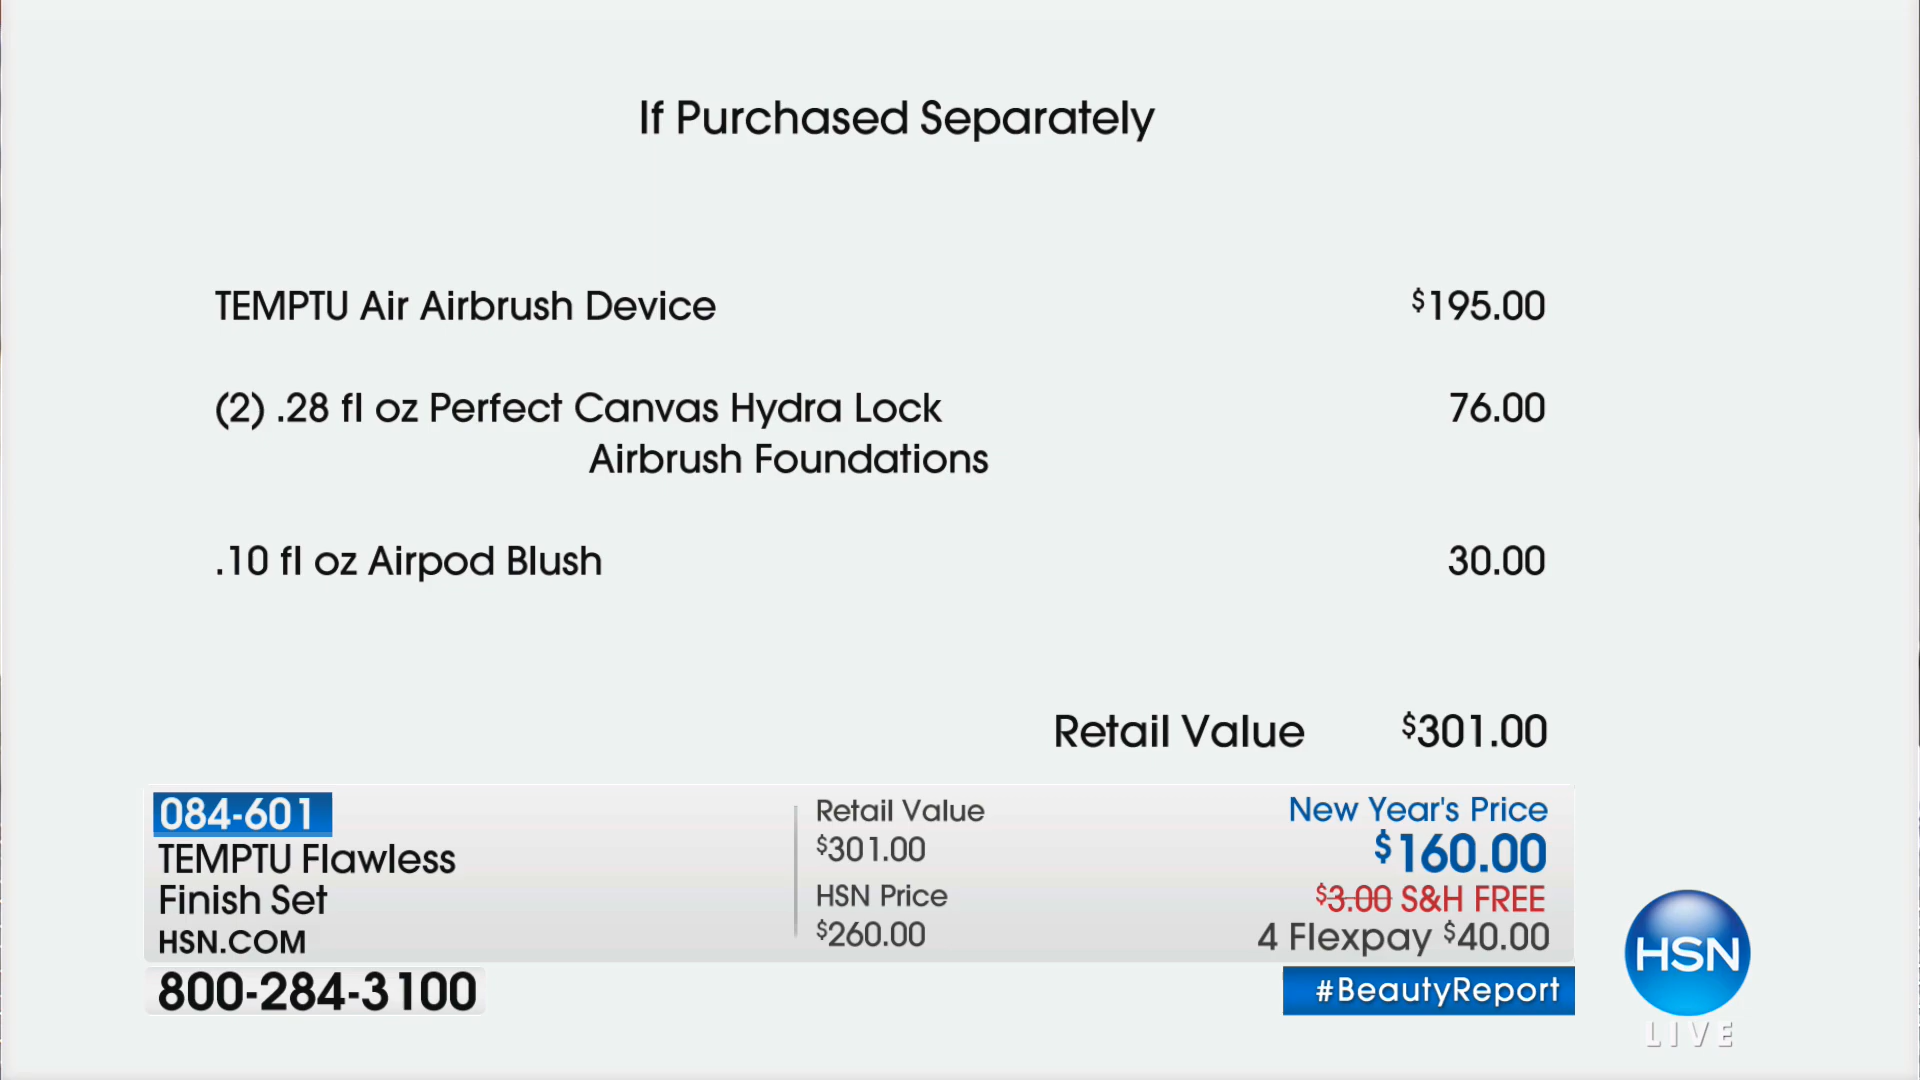 If Purchased Separately
TEMPTU Air Airbrush Device $195.00
(2) .28 fl oz Perfect Canvas Hydra Lock 76.00
Airbrush Foundations
.10 fl oz Airpod Blush 30.00
Retail Value $301.00
084-601
TEMPTU Flawless
Finish Set
HSN.COM
800-284-3100
Retail Value
$301.00
HSN Price
$260.00
New Year's Price
$160.00
$3.00 S&H FREE
4 Flexpay $40.00
#BeautyReport
HSN
LIVE